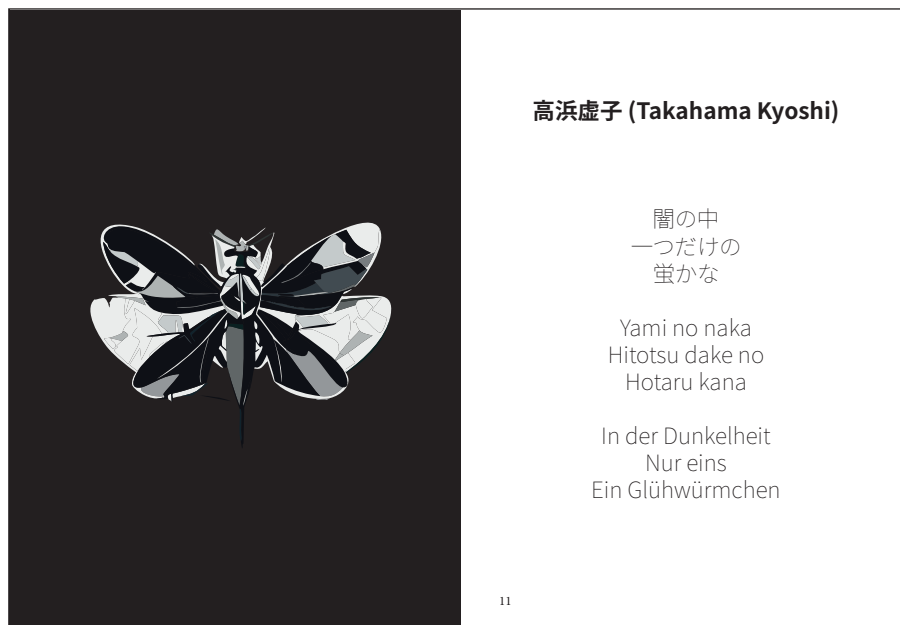 高浜虚子 (Takahama Kyoshi)
闇の中
一つだけの
蛍かな
Yami no naka
Hitotsu dake no
Hotaru kana
In der Dunkelheit
Nur eins
Ein Glühwürmchen
11